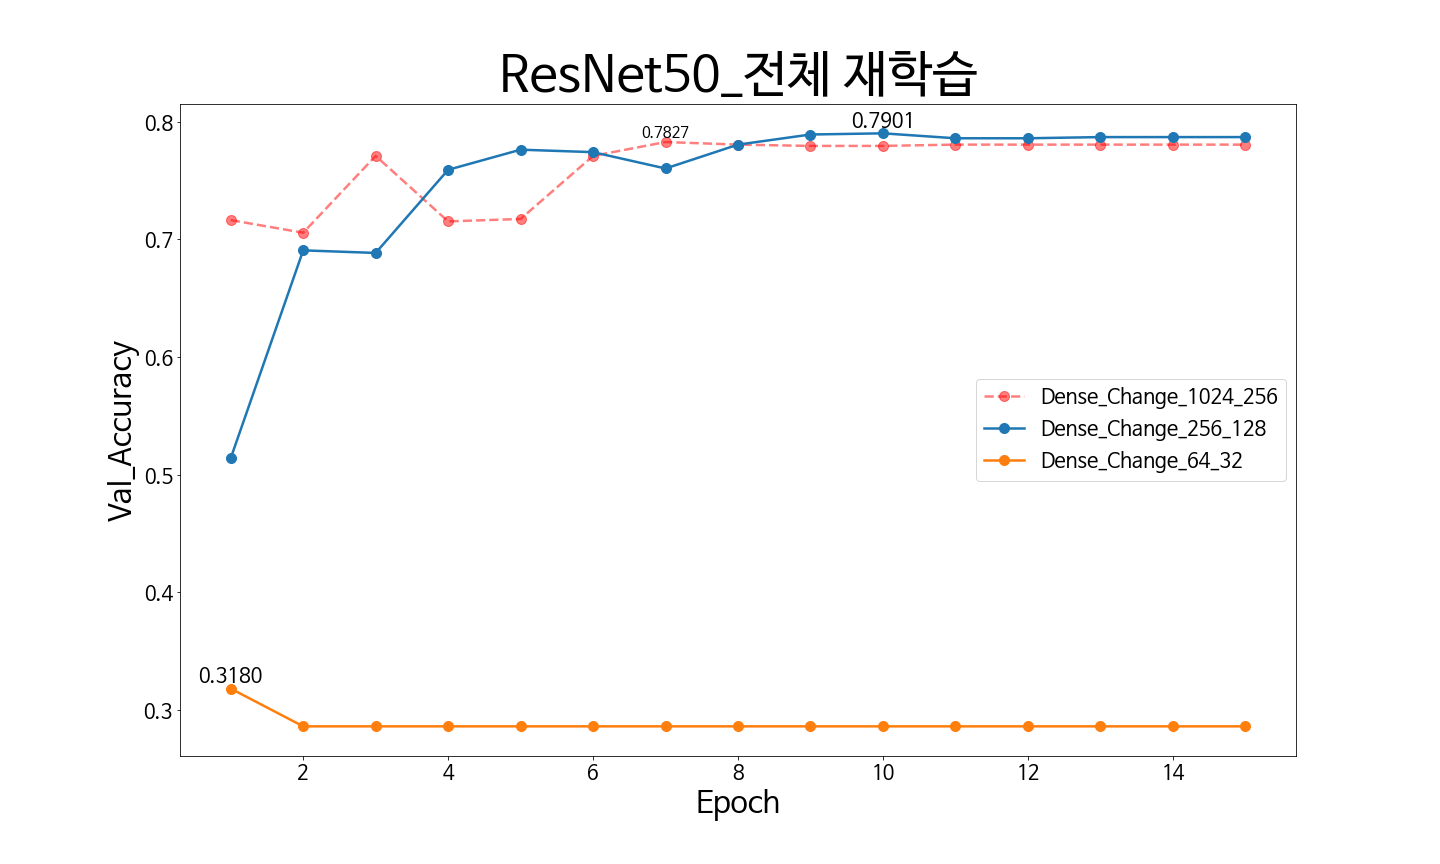 ResNet50_전체 재학습
0.8
0.7
0.6
0.5
0.4
0.3
Val_Accuracy
0.7827
0.7901
0.3180
Dense_Change_1024_256
Dense_Change_256_128
Dense_Change_64_32
2 4 6 8 10 12 14
Epoch